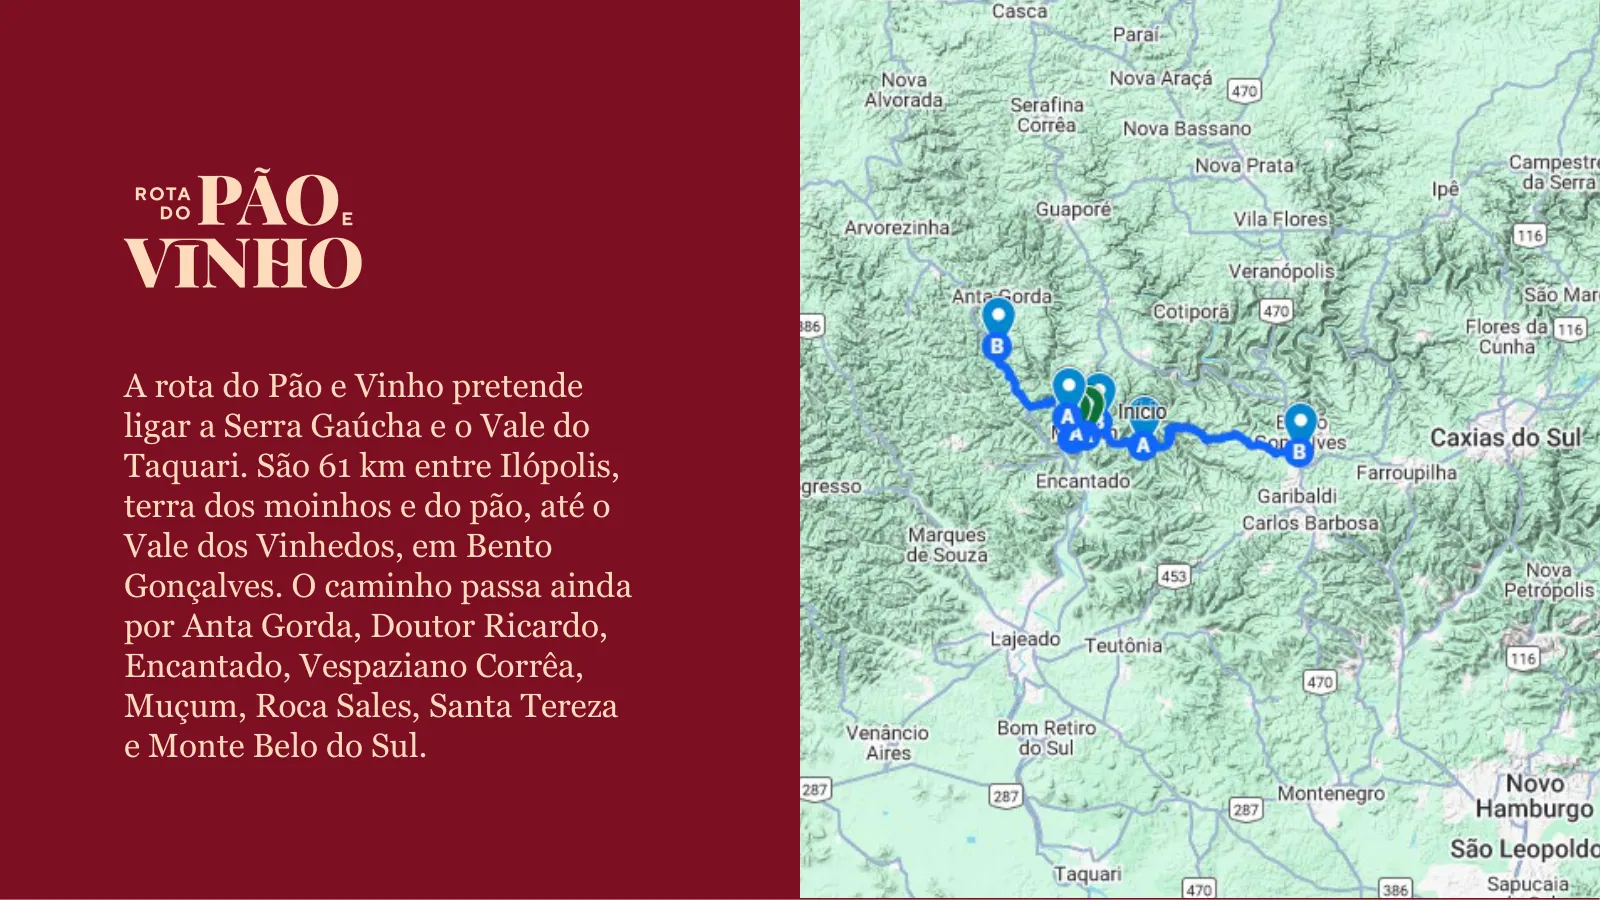 ROTA
DO PÃO E
VINHO
A rota do Pão e Vinho pretende
ligar a Serra Gaúcha e o Vale do
Taquari. São 61 km entre Ilópolis,
terra dos moinhos e do pão, até o
Vale dos Vinhedos, em Bento
Gonçalves. O caminho passa ainda
por Anta Gorda, Doutor Ricardo,
Encantado, Vespaziano Corrêa,
Muçum, Roca Sales, Santa Tereza
e Monte Belo do Sul.
Casca
Paraí
Nova
Alvorada
Nova Araçá
470
Serafina
Corrêa
Nova Bassano
Nova Prata
Campestre
da Serra
Ipê
Guaporé
Vila Flores
Arvorezinha
116
Veranópolis
Anta Gorda
São Mar
Cotiporã
470
386
Flores da
Cunha
116
B
A
Início
A
A
B
Caxias do Sul
Farroupilha
Encantado
gresso
Garibaldi
Carlos Barbosa
Marques
de Souza
453
Nova
Petrópolis
Lajeado
Teutônia
116
470
Venâncio
Aires
Bom Retiro
do Sul
287
287
287
Montenegro
Novo
Hamburgo
São Leopoldo
Taquari
470
386
Sapucaia